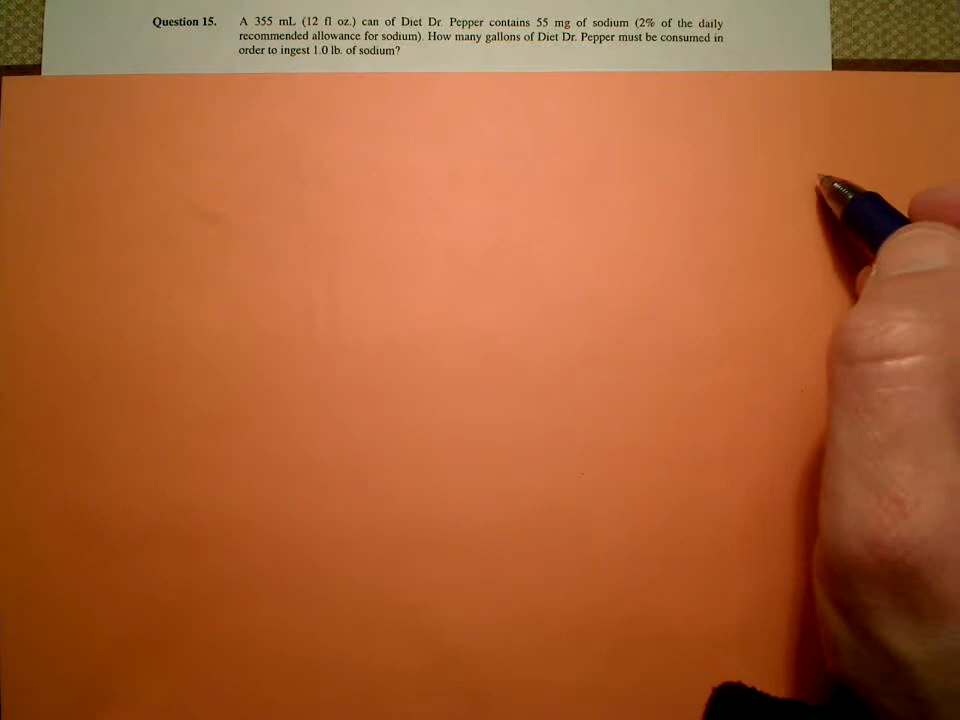 Question 15. A 355 mL (12 fl oz.) can of Diet Dr. Pepper contains 55 mg of sodium (2% of the daily
recommended allowance for sodium). How many gallons of Diet Dr. Pepper must be consumed in
order to ingest 1.0 lb. of sodium?